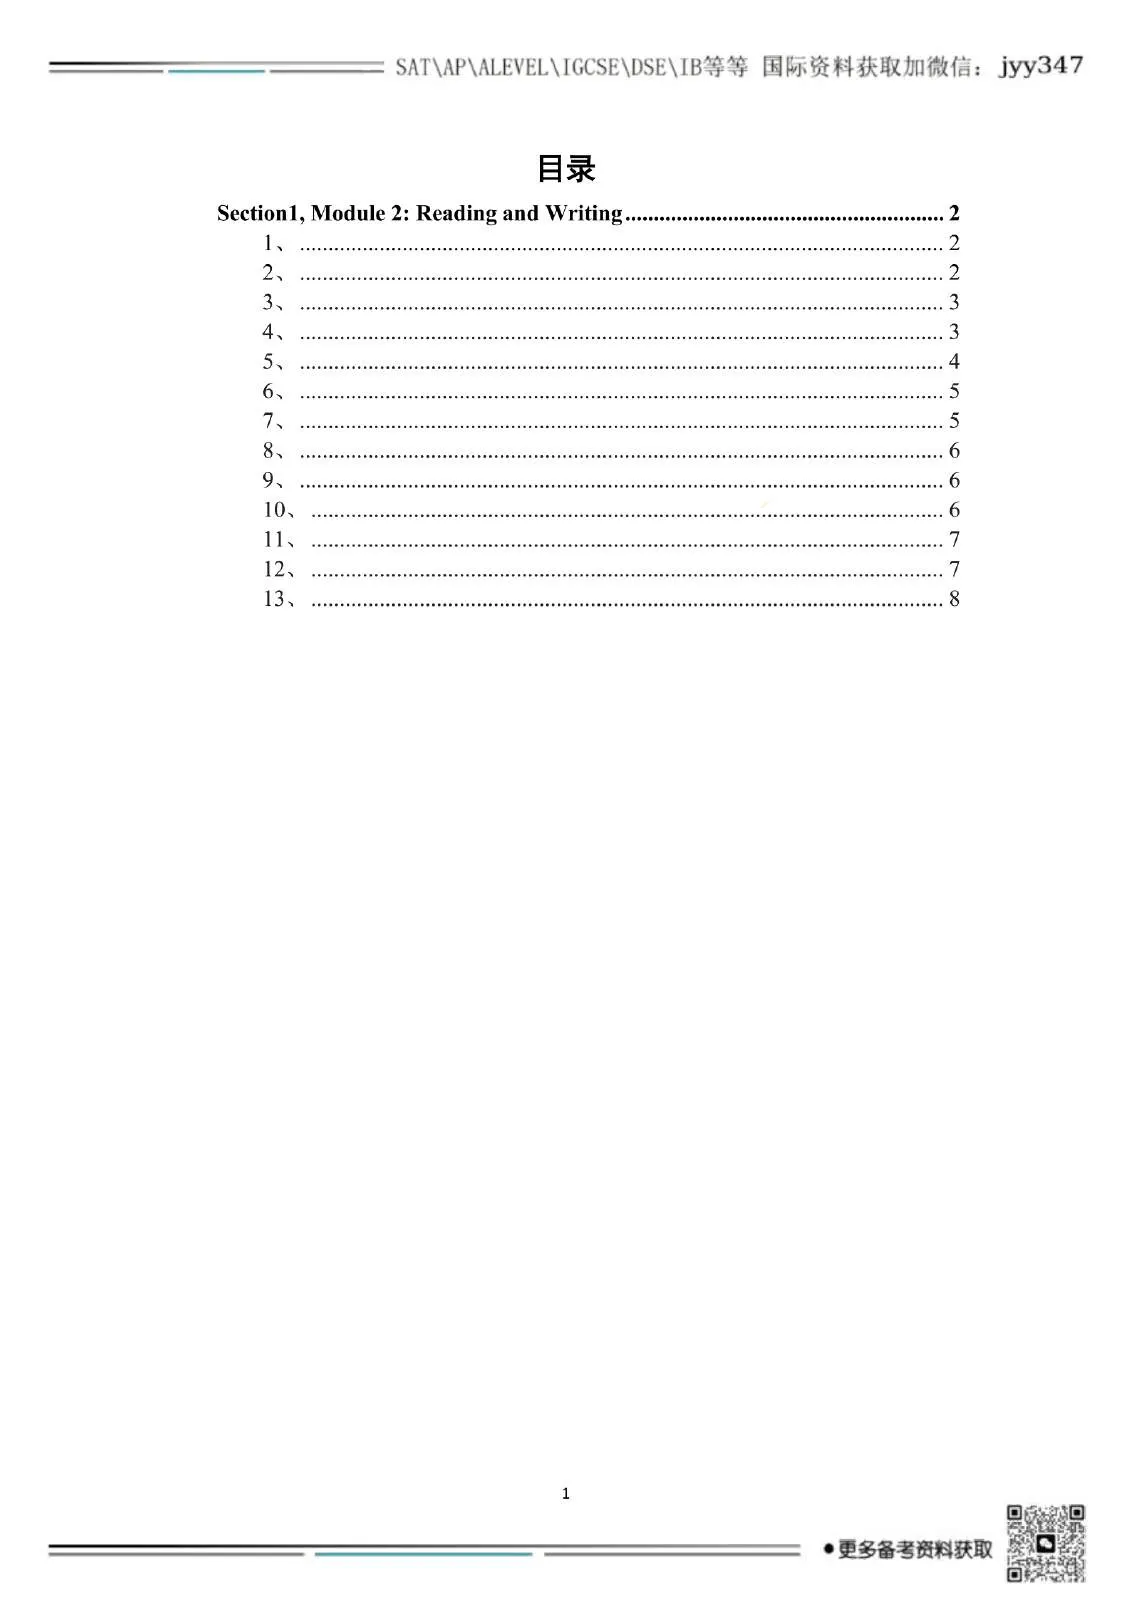 SAT\AP\ALEVEL\IGCSE\DSE\IB等等 国际资料获取加微信： jyy347
目录
Section1, Module 2: Reading and Writing........................................................ 2
1、 ................................................................................................................. 2
2、 ................................................................................................................. 2
3、 ................................................................................................................. 3
4、 ................................................................................................................. 3
5、 ................................................................................................................. 4
6、 ................................................................................................................. 5
7、 ................................................................................................................. 5
8、 ................................................................................................................. 6
9、 ................................................................................................................. 6
10、 ............................................................................................................... 6
11、 ............................................................................................................... 7
12、 ............................................................................................................... 7
13、 ............................................................................................................... 8
1
●更多备考资料获取